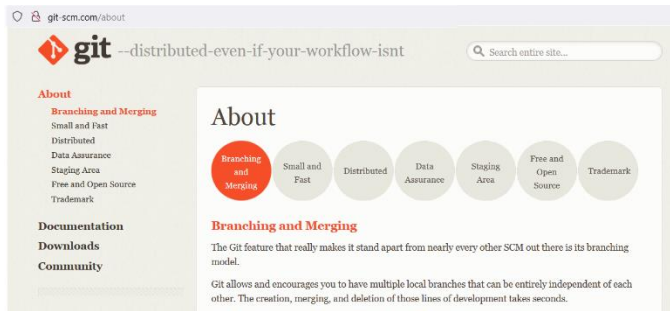 git-scm.com/about
git --distributed-even-if-your-workflow-isnt
Search entire site...
About
Branching and Merging
Small and Fast
Distributed
Data Assurance
Staging Area
Free and Open Source
Trademark
Documentation
Downloads
Community
About
Branching
and
Merging
Small and
Fast
Distributed
Data
Assurance
Staging
Area
Free and
Open
Source
Trademark
Branching and Merging
The Git feature that really makes it stand apart from nearly every other SCM out there is its branching
model.
Git allows and encourages you to have multiple local branches that can be entirely independent of each
other. The creation, merging, and deletion of those lines of development takes seconds.